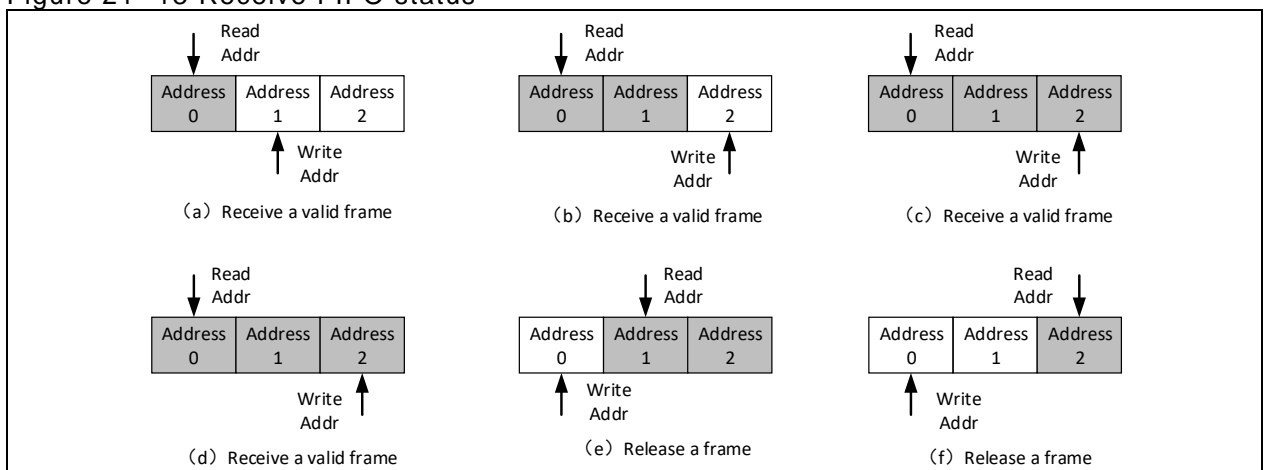 Figure 21- 13 Receive FIFO status
Read
Addr
Address 0
Address 1
Address 2
Write
Addr
(a) Receive a valid frame
Read
Addr
Address 0
Address 1
Address 2
Write
Addr
(b) Receive a valid frame
Read
Addr
Address 0
Address 1
Address 2
Write
Addr
(c) Receive a valid frame
Read
Addr
Address 0
Address 1
Address 2
Write
Addr
(d) Receive a valid frame
Read
Addr
Address 0
Address 1
Address 2
Write
Addr
(e) Release a frame
Read
Addr
Address 0
Address 1
Address 2
Write
Addr
(f) Release a frame